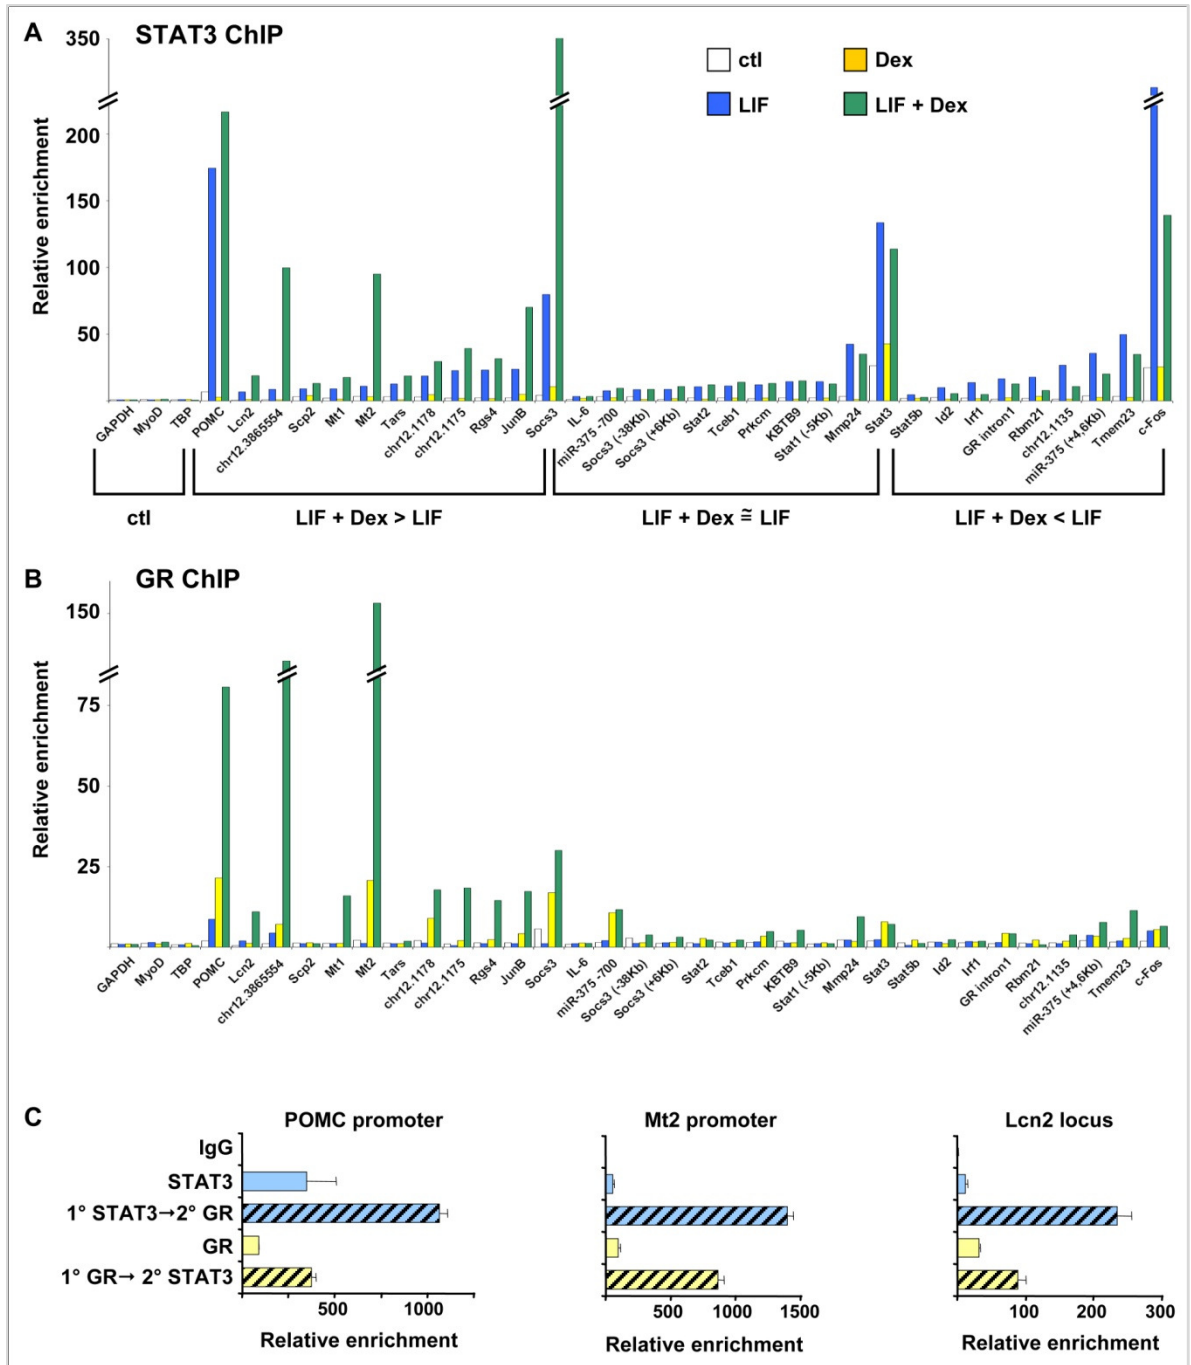 A STAT3 ChIP
ctl
Dex
LIF
LIF + Dex
Relative enrichment
350
200
150
100
50
GAPDH
MyoD
TBP
POMC
Lcn2
chr12.3865554
Scp2
Mt1
Mt2
Tars
chr12.1178
chr12.1175
Rgs4
JunB
Socs3
IL-6
miR-375 -700
Socs3 (-38Kb)
Socs3 (+6Kb)
Stat2
Tceb1
Prkcm
KBTB9
Stat1 (-5Kb)
Mmp24
Stat3
Stat5b
Id2
Irf1
GR intron1
Rbm21
chr12.1135
miR-375 (+4,6Kb)
Tmem23
c-Fos
ctl
LIF + Dex > LIF
LIF + Dex ≅ LIF
LIF + Dex < LIF
B GR ChIP
Relative enrichment
150
75
50
25
GAPDH
MyoD
TBP
POMC
Lcn2
chr12.3865554
Scp2
Mt1
Mt2
Tars
chr12.1178
chr12.1175
Rgs4
JunB
Socs3
IL-6
miR-375 -700
Socs3 (-38Kb)
Socs3 (+6Kb)
Stat2
Tceb1
Prkcm
KBTB9
Stat1 (-5Kb)
Mmp24
Stat3
Stat5b
Id2
Irf1
GR intron1
Rbm21
chr12.1135
miR-375 (+4,6Kb)
Tmem23
c-Fos
C
POMC promoter
Mt2 promoter
Lcn2 locus
IgG
STAT3
1° STAT3→2° GR
GR
1° GR→ 2° STAT3
500 1000
500 1000 1500
100 200 300
Relative enrichment
Relative enrichment
Relative enrichment